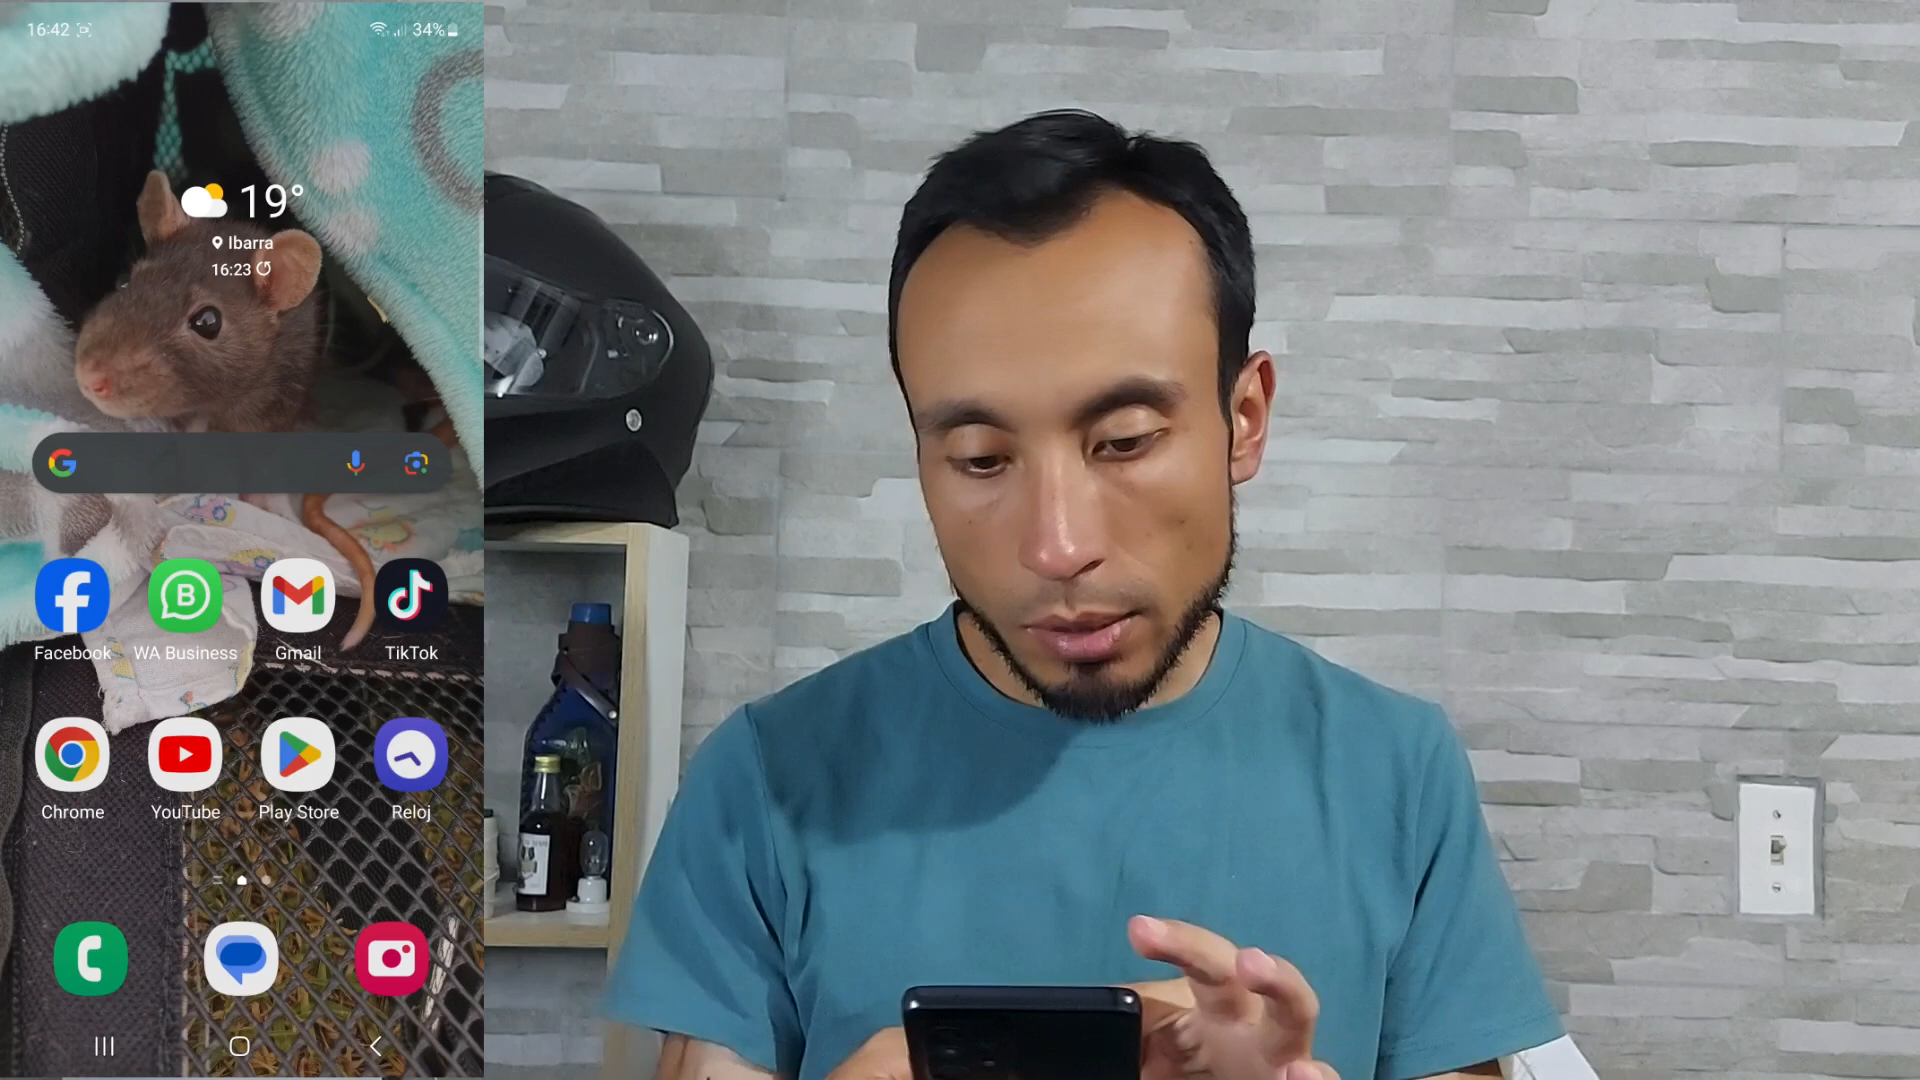 16:42
34%
19°
Ibarra
16:23
Facebook
WA Business
Gmail
TikTok
Chrome
YouTube
Play Store
Reloj